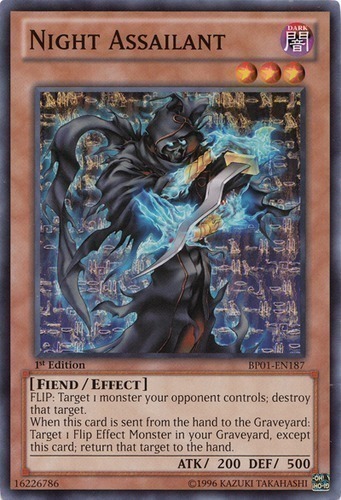 NIGHT ASSAILANT
DARK
闇
1st Edition
BP01-EN187
[FIEND / EFFECT]
FLIP: Target 1 monster your opponent controls; destroy
that target.
When this card is sent from the hand to the Graveyard:
Target 1 Flip Effect Monster in your Graveyard, except
this card; return that target to the hand.
ATK/ 200 DEF/ 500
16226786
©1996 KAZUKI TAKAHASHI